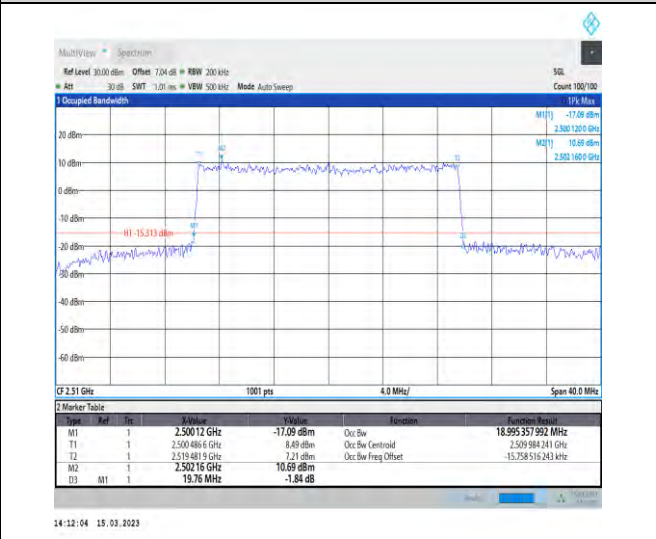 MultiView Spectrum
Ref Level 30.00 dBm Offset 7.04 dB RBW 200 kHz SGL
Att 30 dB SWT 1.01 ms VBW 500 kHz Mode Auto Sweep Count 100/100
1 Occupied Bandwidth 1Pk Max
M1[1] -17.09 dBm
2.500 120 0 GHz
M2[1] 10.69 dBm
2.502 160 0 GHz
20 dBm
M2
T2
10 dBm
0 dBm
-10 dBm
M1
H1 -15.313 dBm
-20 dBm
-30 dBm
-40 dBm
-50 dBm
-60 dBm
CF 2.51 GHz 1001 pts 4.0 MHz/ Span 40.0 MHz
2 Marker Table
Type Ref Trc X-Value Y-Value Function Function Result
M1 1 2.500 12 GHz -17.09 dBm Occ Bw 18.995 357 992 MHz
T1 1 2.500 486 6 GHz 8.49 dBm Occ Bw Centroid 2.509 984 241 GHz
T2 1 2.519 481 9 GHz 7.21 dBm Occ Bw Freq Offset -15.758 516 243 kHz
M2 1 2.502 16 GHz 10.69 dBm
D3 M1 1 19.76 MHz -1.84 dB
14:12:04 15.03.2023